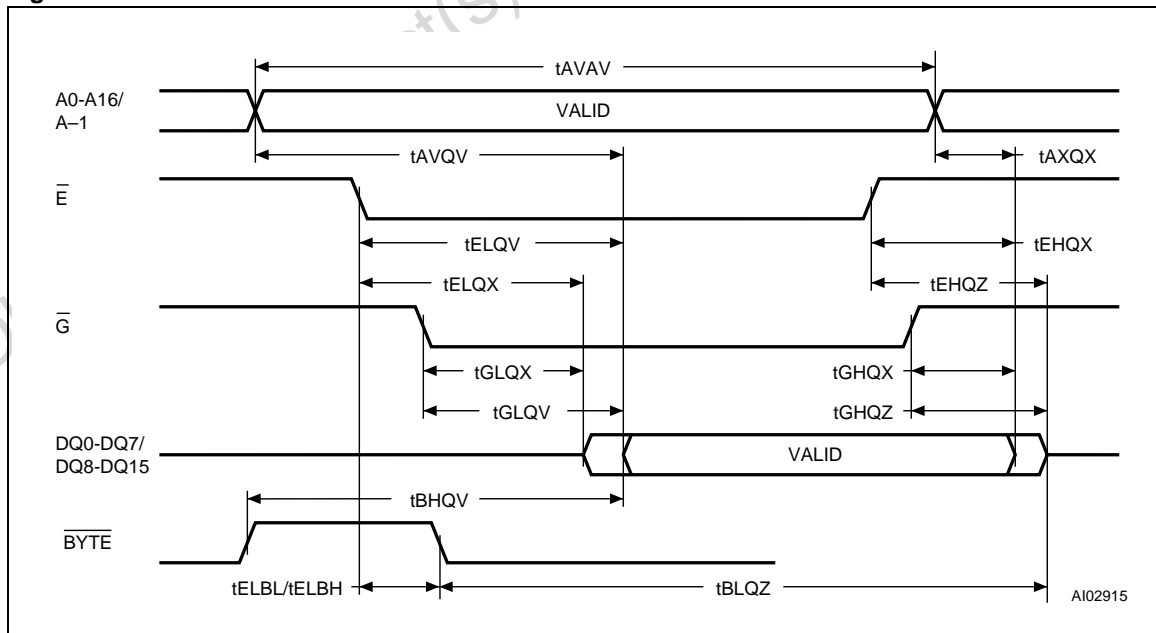 tAVAV
A0-A16/
A–1
VALID
tAVQV
tAXQX
E
tELQV
tEHQX
tELQX
tEHQZ
G
tGLQX
tGHQX
tGLQV
tGHQZ
DQ0-DQ7/
DQ8-DQ15
VALID
tBHQV
BYTE
tELBL/tELBH
tBLQZ
AI02915